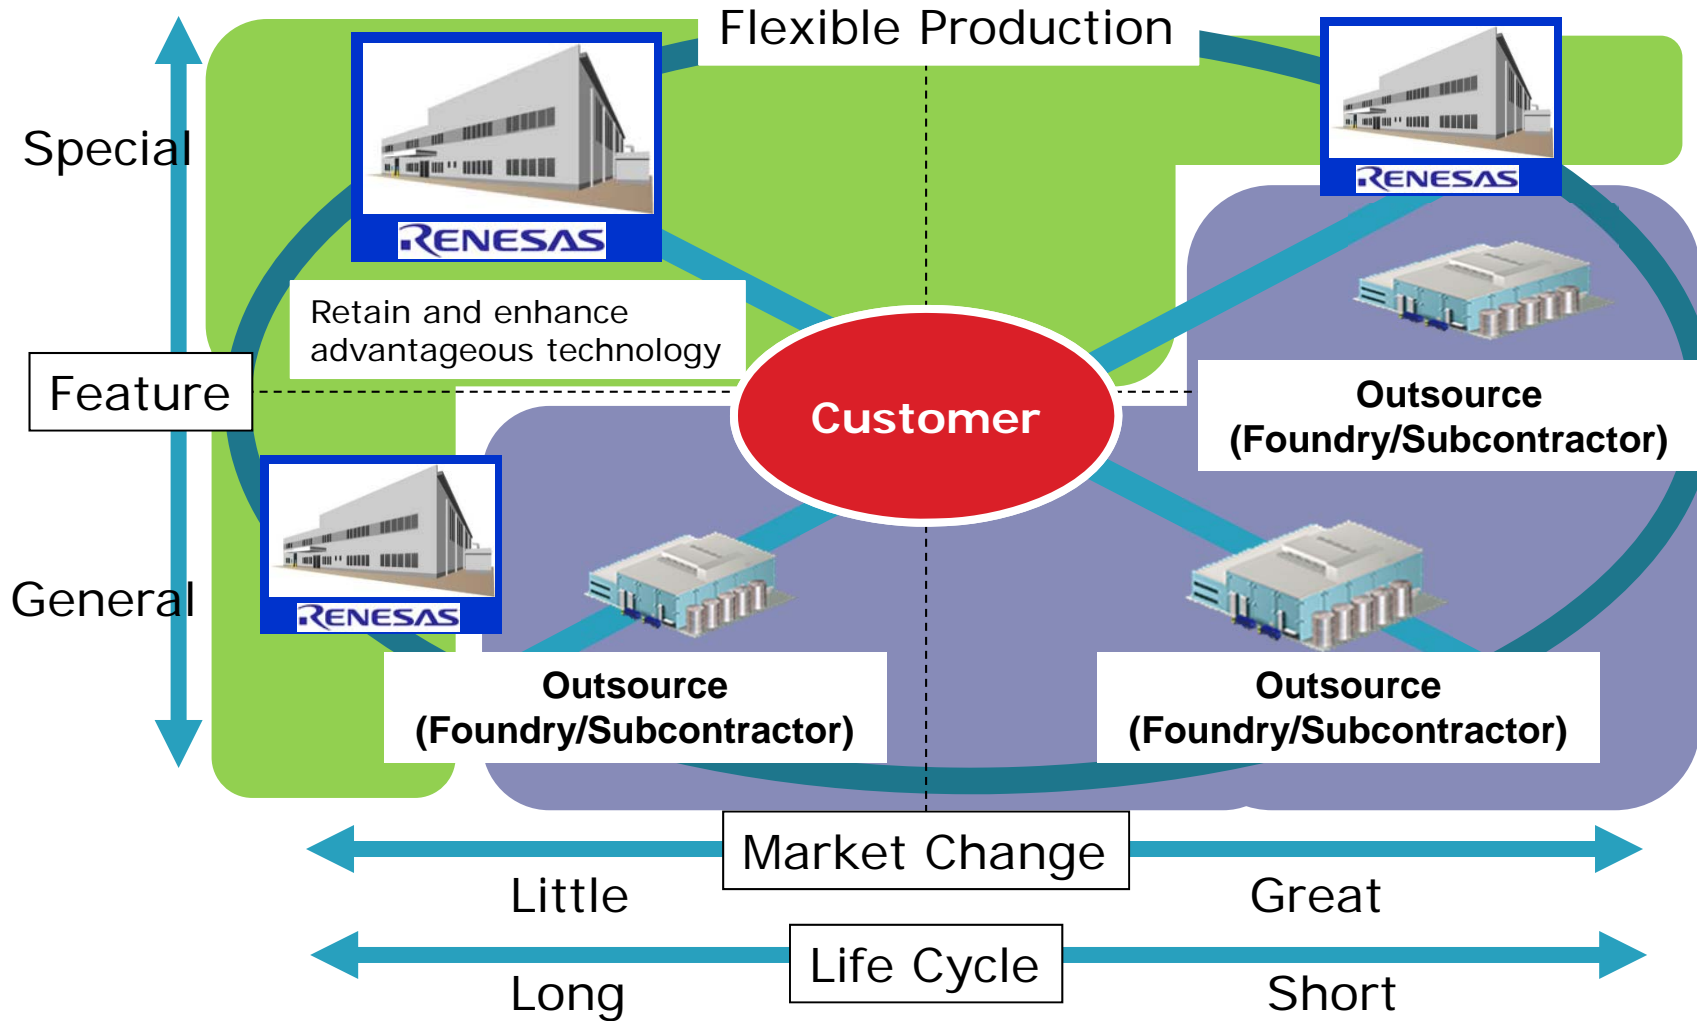 Flexible Production
Special
RENESAS
RENESAS
Retain and enhance
advantageous technology
Feature
Customer
Outsource
(Foundry/Subcontractor)
General
RENESAS
Outsource
(Foundry/Subcontractor)
Outsource
(Foundry/Subcontractor)
Market Change
Little
Great
Life Cycle
Long
Short